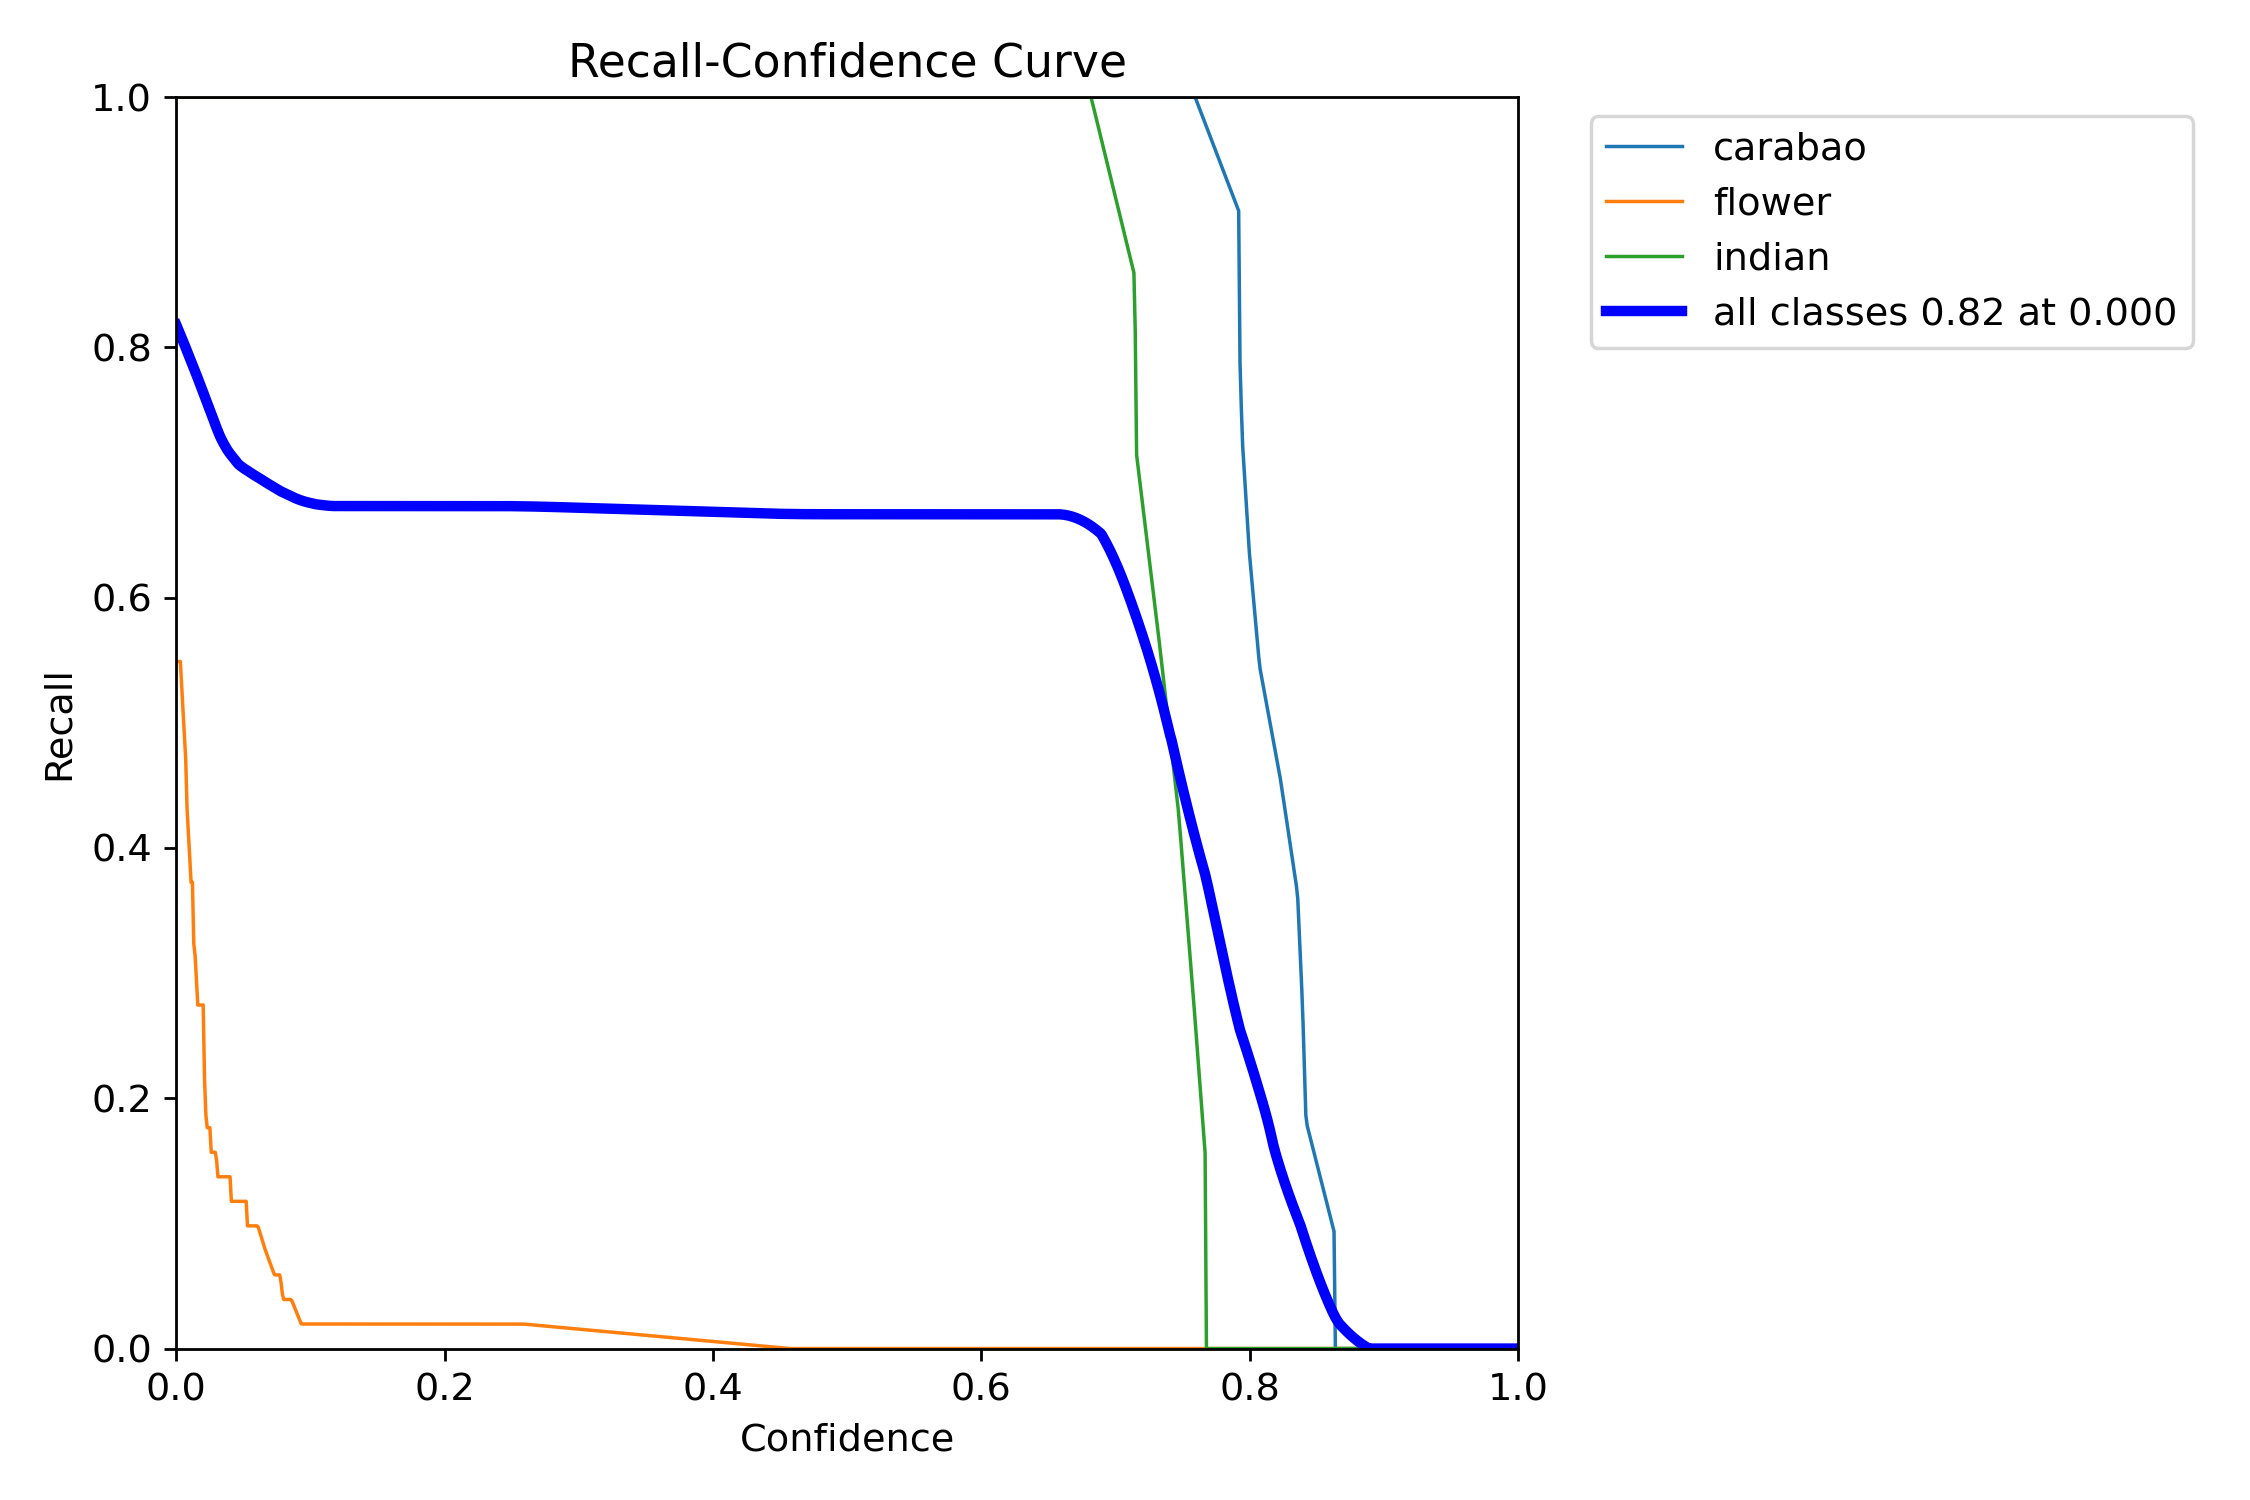 Recall-Confidence Curve
1.0
0.8
0.6
0.4
0.2
0.0
Recall
0.0 0.2 0.4 0.6 0.8 1.0
Confidence
carabao
flower
indian
all classes 0.82 at 0.000